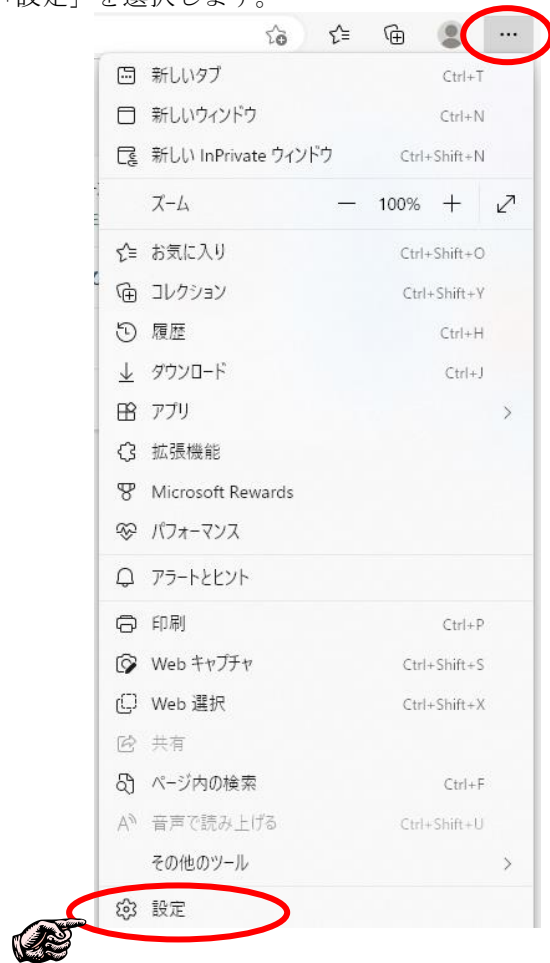 「設定」を選択します。
新しいタブ Ctrl+T
新しいウィンドウ Ctrl+N
新しい InPrivate ウィンドウ Ctrl+Shift+N
ズーム — 100% +
お気に入り Ctrl+Shift+O
コレクション Ctrl+Shift+Y
履歴 Ctrl+H
ダウンロード Ctrl+J
アプリ
拡張機能
Microsoft Rewards
パフォーマンス
アラートとヒント
印刷 Ctrl+P
Web キャプチャ Ctrl+Shift+S
Web 選択 Ctrl+Shift+X
共有
ページ内の検索 Ctrl+F
音声で読み上げる Ctrl+Shift+U
その他のツール
設定